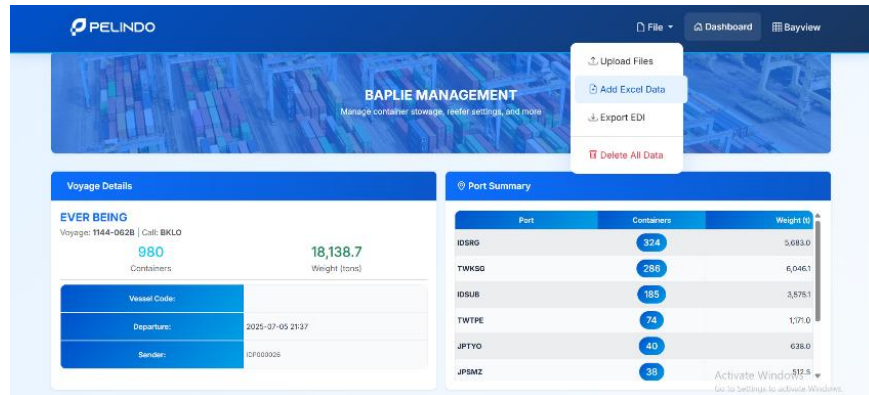 PELINDO
File
Dashboard
Bayview
Upload Files
Add Excel Data
Export EDI
Delete All Data
BAPLIE MANAGEMENT
Manage container stowage, reefer settings, and more
Voyage Details
EVER BEING
Voyage: 1144-062B | Call: BKLO
980
Containers
18,138.7
Weight (tons)
Vessel Code:
Departure: 2025-07-05 21:37
Sender: IDP000026
Port Summary
Port Containers Weight (t)
IDSRG 324 5,683.0
TWKSG 286 6,046.1
IDSUB 185 3,575.1
TWTPE 74 1,171.0
JPTYO 40 638.0
JPSMZ 38 512.5
Activate Windows
Go to Settings to activate Windows.